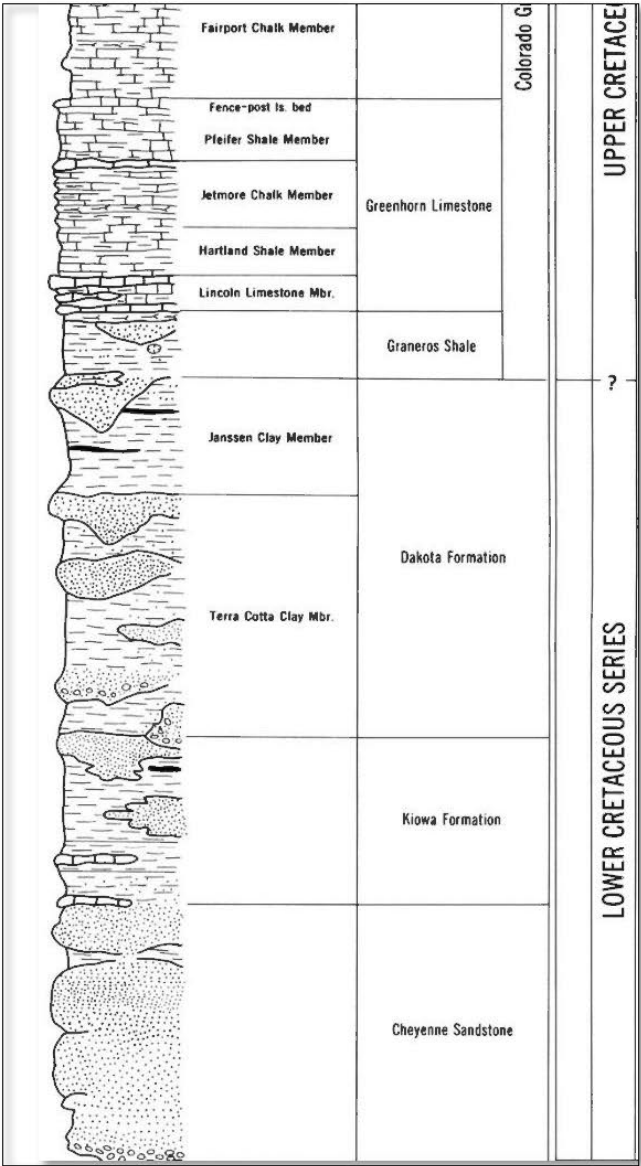 Fairport Chalk Member
Colorado G
UPPER CRETAC
Fence-post ls. bed
Pfeifer Shale Member
Jetmore Chalk Member
Greenhorn Limestone
Hartland Shale Member
Lincoln Limestone Mbr.
Graneros Shale
?
Janssen Clay Member
Dakota Formation
Terra Cotta Clay Mbr.
LOWER CRETACEOUS SERIES
Kiowa Formation
Cheyenne Sandstone